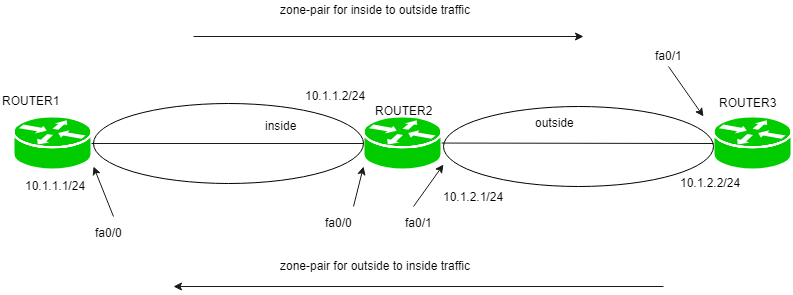 zone-pair for inside to outside traffic
fa0/1
10.1.1.2/24
ROUTER1
ROUTER2
ROUTER3
inside
outside
10.1.1.1/24
10.1.2.1/24
10.1.2.2/24
fa0/0
fa0/0
fa0/1
zone-pair for outside to inside traffic